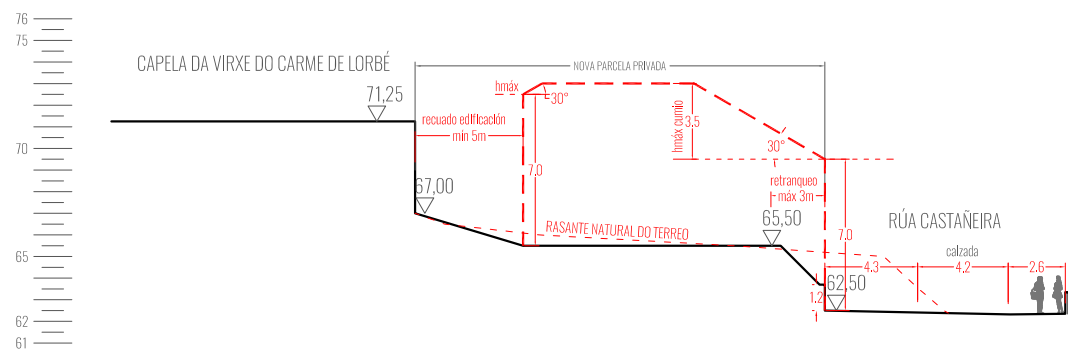 76
75
70
65
62
61
CAPELA DA VIRXE DO CARME DE LORBÉ
71,25
NOVA PARCELA PRIVADA
hmáx
30°
recuado edificación
mín 5m
7.0
hmáx cumio
3.5
30°
retranqueo
máx 3m
67,00
RASANTE NATURAL DO TERREO
65,50
7.0
RÚA CASTAÑEIRA
calzada
4.3
4.2
2.6
62,50
1.2